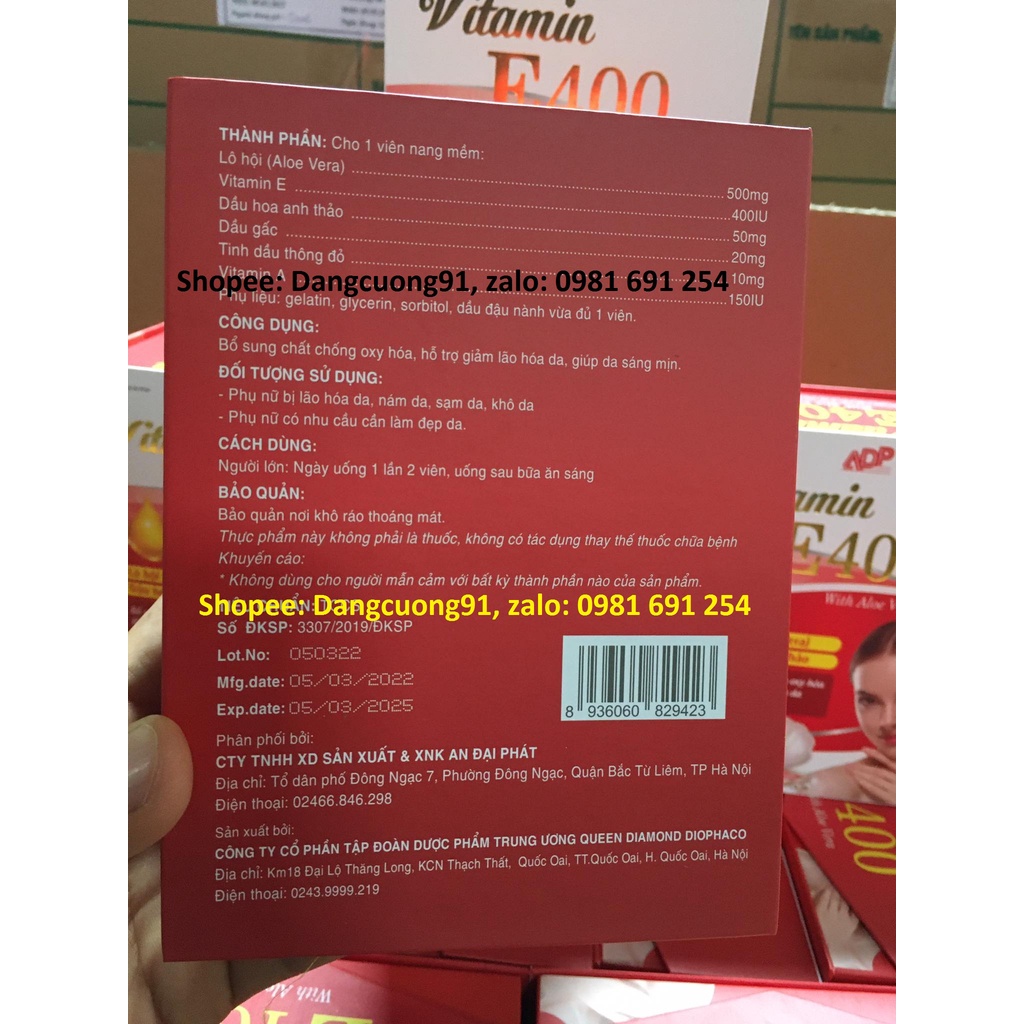 Vitamin
E400
TÊN SẢN PHẨM:
THÀNH PHẦN: Cho 1 viên nang mềm:
Lô hội (Aloe Vera) 500mg
Vitamin E 400IU
Dầu hoa anh thảo 50mg
Dầu gấc 20mg
Tinh dầu thông đỏ 10mg
Vitamin A 150IU
Shopee: Dangcuong91, zalo: 0981 691 254
Phụ liệu: gelatin, glycerin, sorbitol, dầu đậu nành vừa đủ 1 viên.
CÔNG DỤNG:
Bổ sung chất chống oxy hóa, hỗ trợ giảm lão hóa da, giúp da sáng mịn.
ĐỐI TƯỢNG SỬ DỤNG:
- Phụ nữ bị lão hóa da, nám da, sạm da, khô da
- Phụ nữ có nhu cầu cần làm đẹp da.
CÁCH DÙNG:
Người lớn: Ngày uống 1 lần 2 viên, uống sau bữa ăn sáng
BẢO QUẢN:
Bảo quản nơi khô ráo thoáng mát.
Thực phẩm này không phải là thuốc, không có tác dụng thay thế thuốc chữa bệnh
Khuyến cáo:
* Không dùng cho người mẫn cảm với bất kỳ thành phần nào của sản phẩm.
Shopee: Dangcuong91, zalo: 0981 691 254
Số ĐKSP: 3307/2019/ĐKSP
Lot.No: 050322
Mfg.date: 05/03/2022
Exp.date: 05/03/2025
8 936060 829423
Phân phối bởi:
CTY TNHH XD SẢN XUẤT & XNK AN ĐẠI PHÁT
Địa chỉ: Tổ dân phố Đông Ngạc 7, Phường Đông Ngạc, Quận Bắc Từ Liêm, TP Hà Nội
Điện thoại: 02466.846.298
Sản xuất bởi:
CÔNG TY CỔ PHẦN TẬP ĐOÀN DƯỢC PHẨM TRUNG ƯƠNG QUEEN DIAMOND DIOPHACO
Địa chỉ: Km18 Đại Lộ Thăng Long, KCN Thạch Thất, Quốc Oai, TT.Quốc Oai, H. Quốc Oai, Hà Nội
Điện thoại: 0243.9999.219
ADP
amin
E400
With Aloe V
400
With Alo